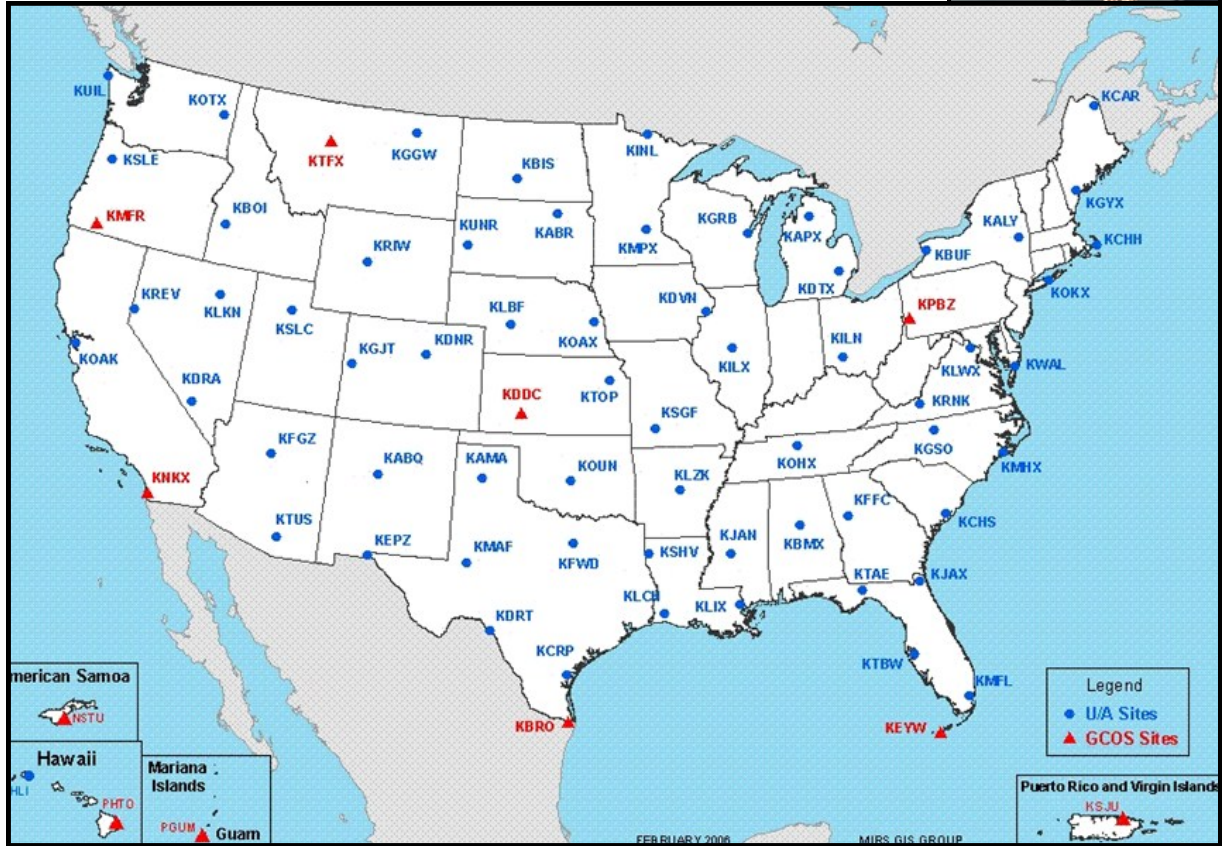 KUIL
KOTX
KCAR
KSLE
KTFX
KGGW
KBIS
KINL
KMFR
KBOI
KRIW
KUNR
KABR
KMPX
KGRB
KAPX
KALY
KGYX
KCHH
KBUF
KDTX
KOKX
KREV
KLKN
KSLC
KLBF
KOAX
KDVN
KPBZ
KOAK
KDRA
KGJT
KDNR
KDDC
KTOP
KILX
KILN
KLWX
KWAL
KSGF
KRNK
KGSO
KMHX
KNKX
KFGZ
KABQ
KAMA
KOUN
KLZK
KOHX
KFFC
KCHS
KTUS
KEPZ
KMAF
KFWD
KSHV
KJAN
KBMX
KTAE
KJAX
KDRT
KLCH
KLIX
KCRP
KTBW
KMFL
KBRO
KEYW
merican Samoa
NSTU
Hawaii
HLI
PHTO
Mariana
Islands
PGUM
Guam
Legend
U/A Sites
GCOS Sites
Puerto Rico and Virgin Islands
KSJU
FEBRUARY 2006
MIRS GIS GROUP